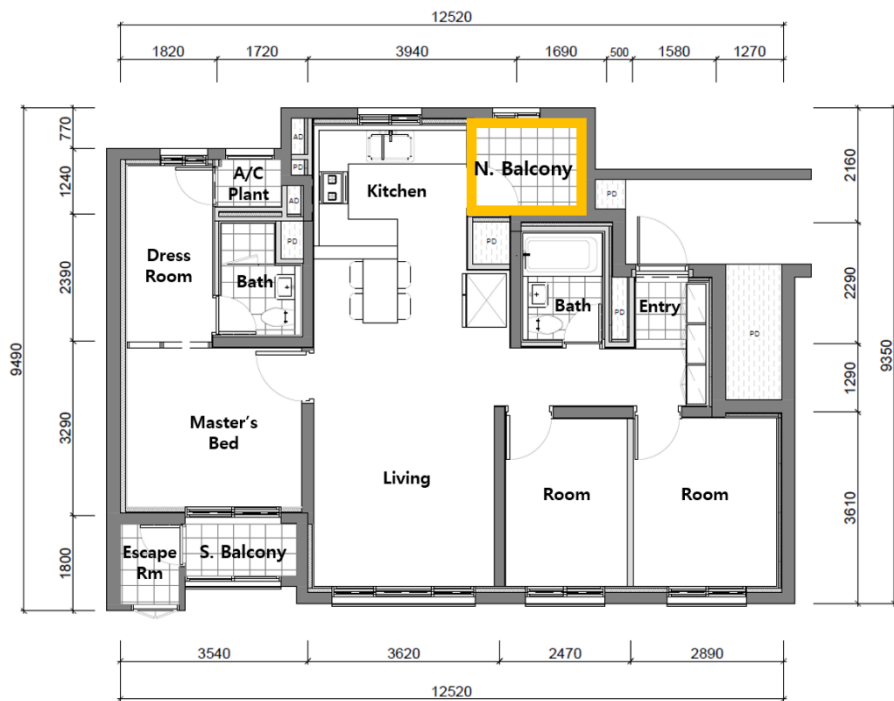 12520
1820 1720 3940 1690 500 1580 1270
770
1240
2390
9490
3290
1800
2160
2290
1290
9350
3610
AD
PD
AD
PD
PD
PD
PD
PD
A/C
Plant
Kitchen
N. Balcony
Dress
Room
Bath
Bath
Entry
Master's
Bed
Living
Room
Room
Escape
Rm
S. Balcony
3540 3620 2470 2890
12520